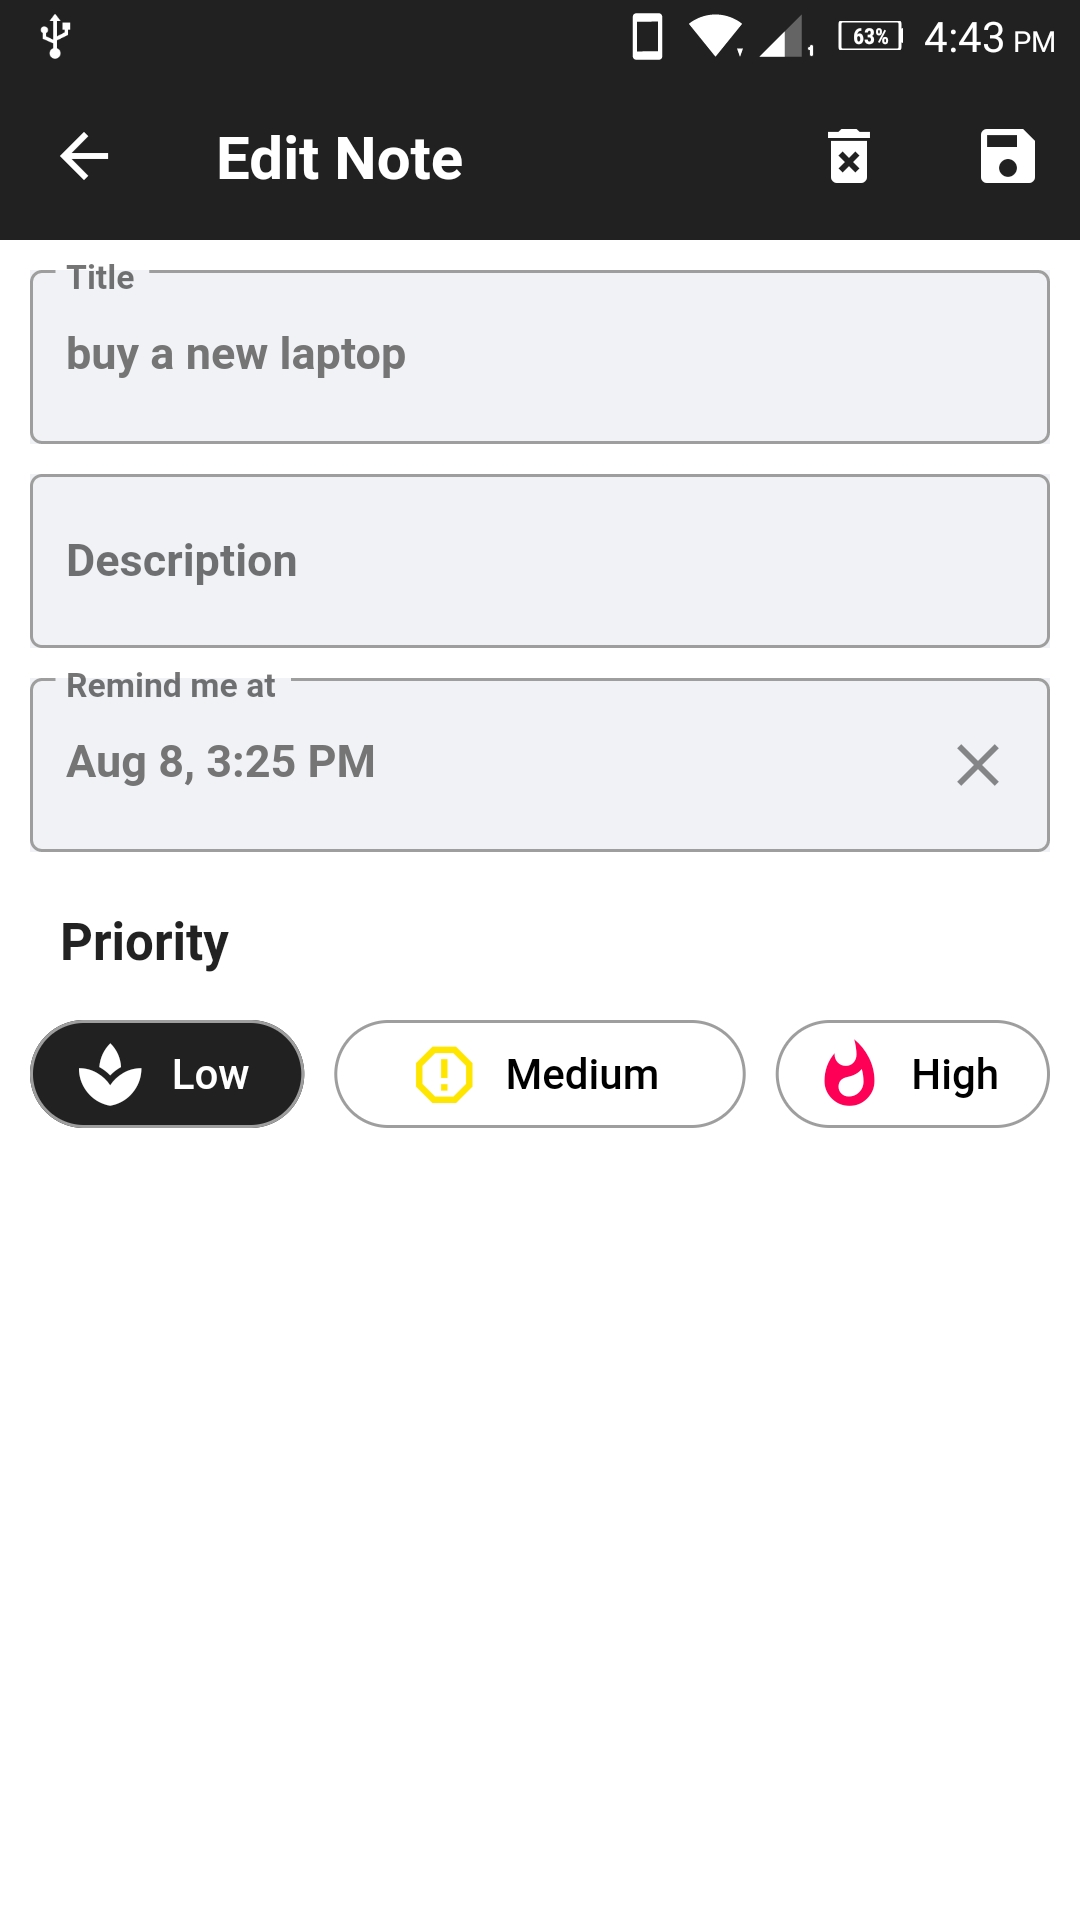 63% 4:43 PM
Edit Note
Title
buy a new laptop
Description
Remind me at
Aug 8, 3:25 PM
Priority
Low Medium High